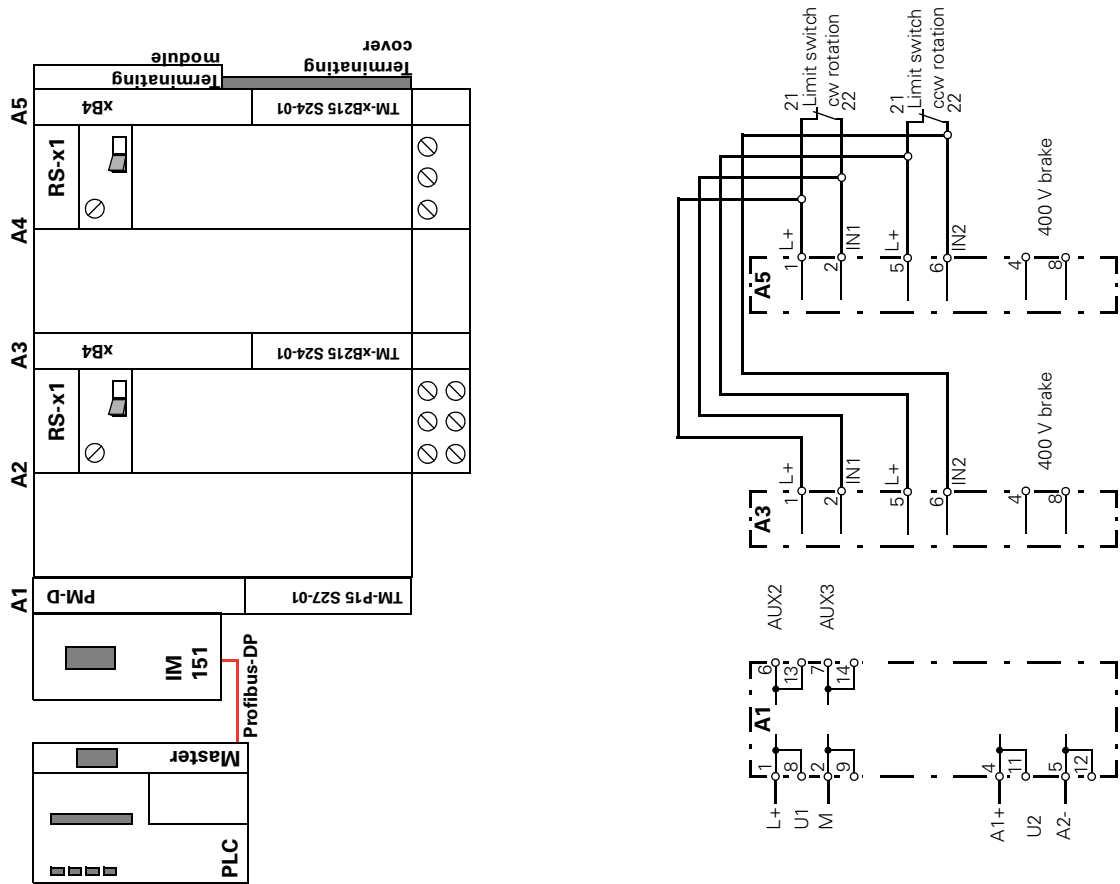 Terminating module
Terminating cover
A5
xB4
TM-xB215 S24-01
RS-x1
A4
A3
xB4
TM-xB215 S24-01
RS-x1
A2
A1
PM-D
TM-P15 S27-01
IM
151
Profibus-DP
Master
PLC
21
Limit switch
cw rotation
22
21
Limit switch
ccw rotation
22
A5
1
L+
2
IN1
5
L+
6
IN2
4
8
400 V brake
A3
1
L+
2
IN1
5
L+
6
IN2
4
8
400 V brake
A1
6
13
AUX2
7
14
AUX3
1
8
2
9
4
11
5
12
L+
U1
M
A1+
U2
A2-